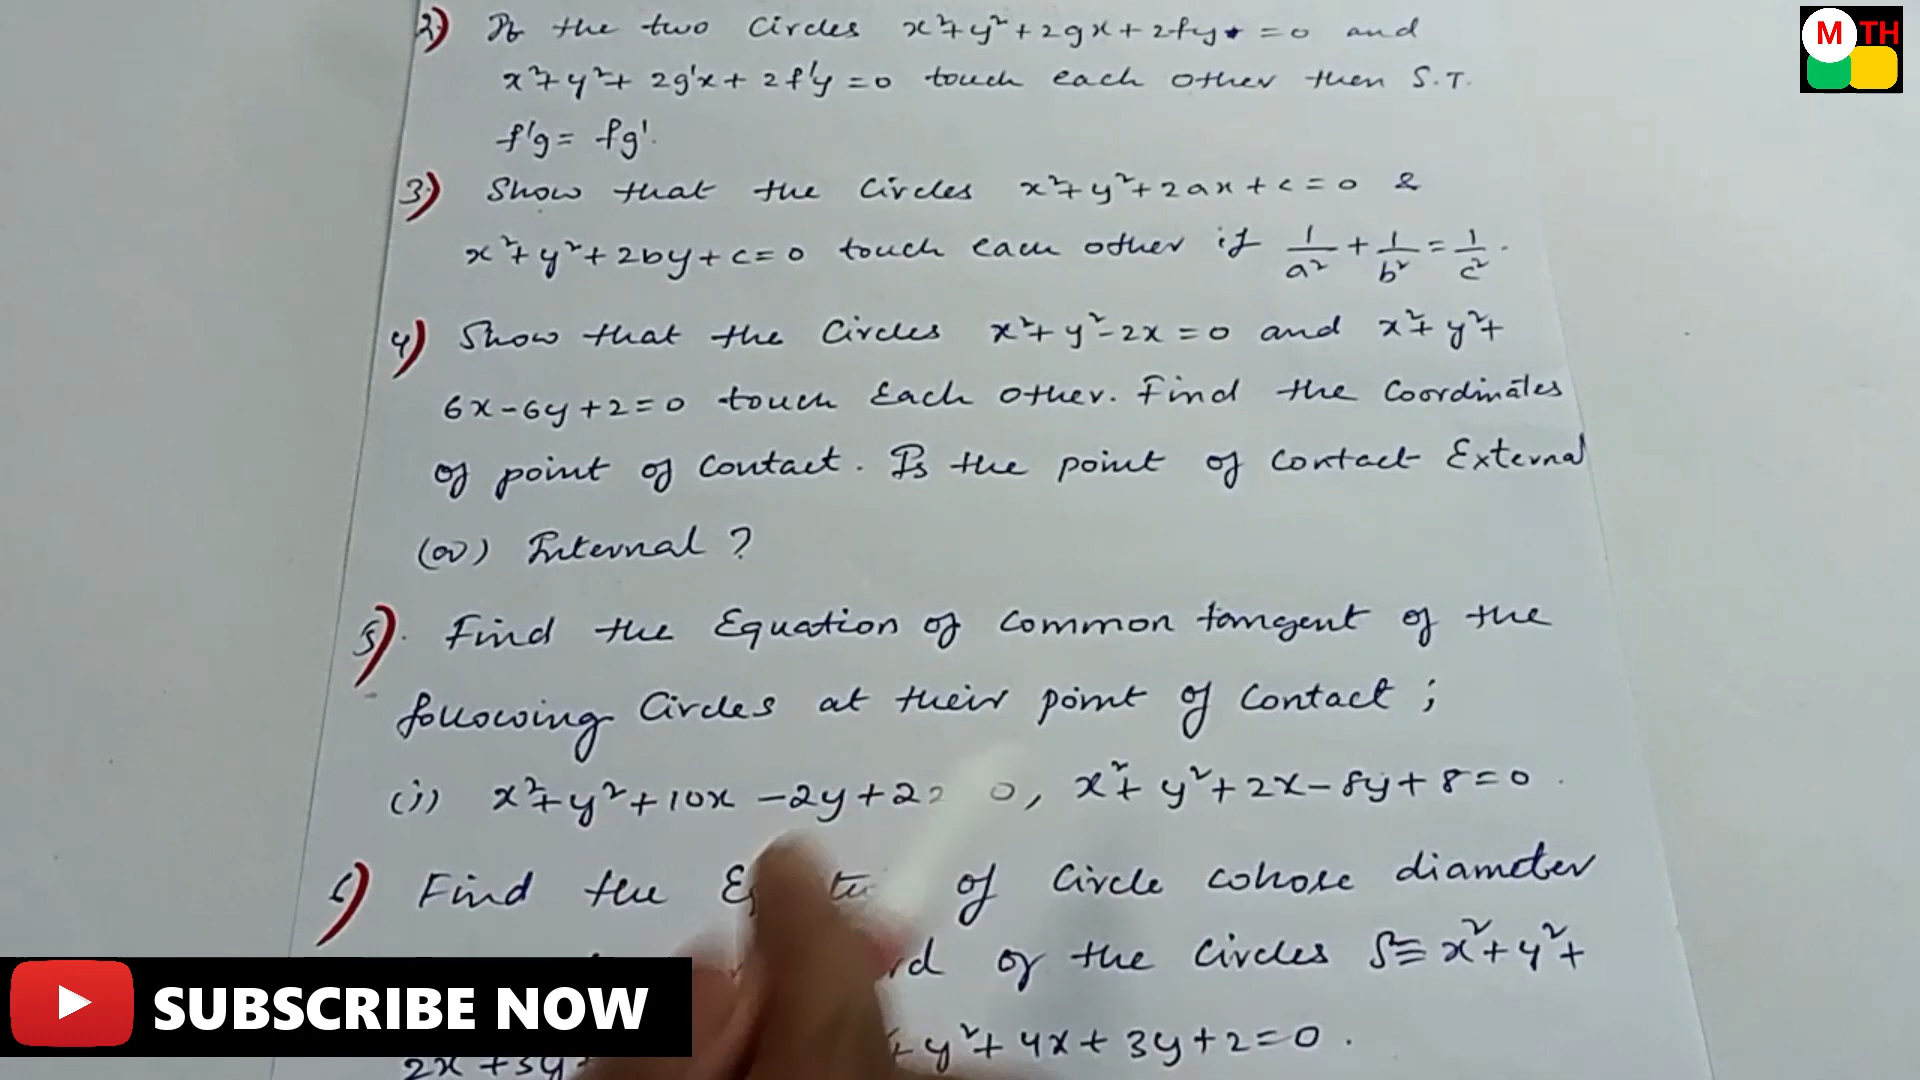 M TH
2) If the two Circles x²+y²+2gx+2fy =0 and
x²+y²+ 2g'x+ 2f'y=0 touch each other then S.T.
f'g= fg'.
3) Show that the Circles x²+y²+2ax+c=0 &
x²+y²+2by+c=0 touch each other if 1/a² + 1/b² = 1/c² .
4) Show that the Circles x²+y²-2x=0 and x²+y²+
6x-6y+2=0 touch Each other. Find the Coordinates
of point of Contact. Is the point of Contact External
(or) Internal ?
5). Find the Equation of Common tangent of the
following Circles at their point of Contact ;
(i) x²+y²+10x -2y+22 0, x²+y²+2x-8y+8=0 .
6) Find the of Circle whose diameter
of the Circles S≡ x²+y²+
SUBSCRIBE NOW
2x+3y+ +y²+4x+3y+2=0 .